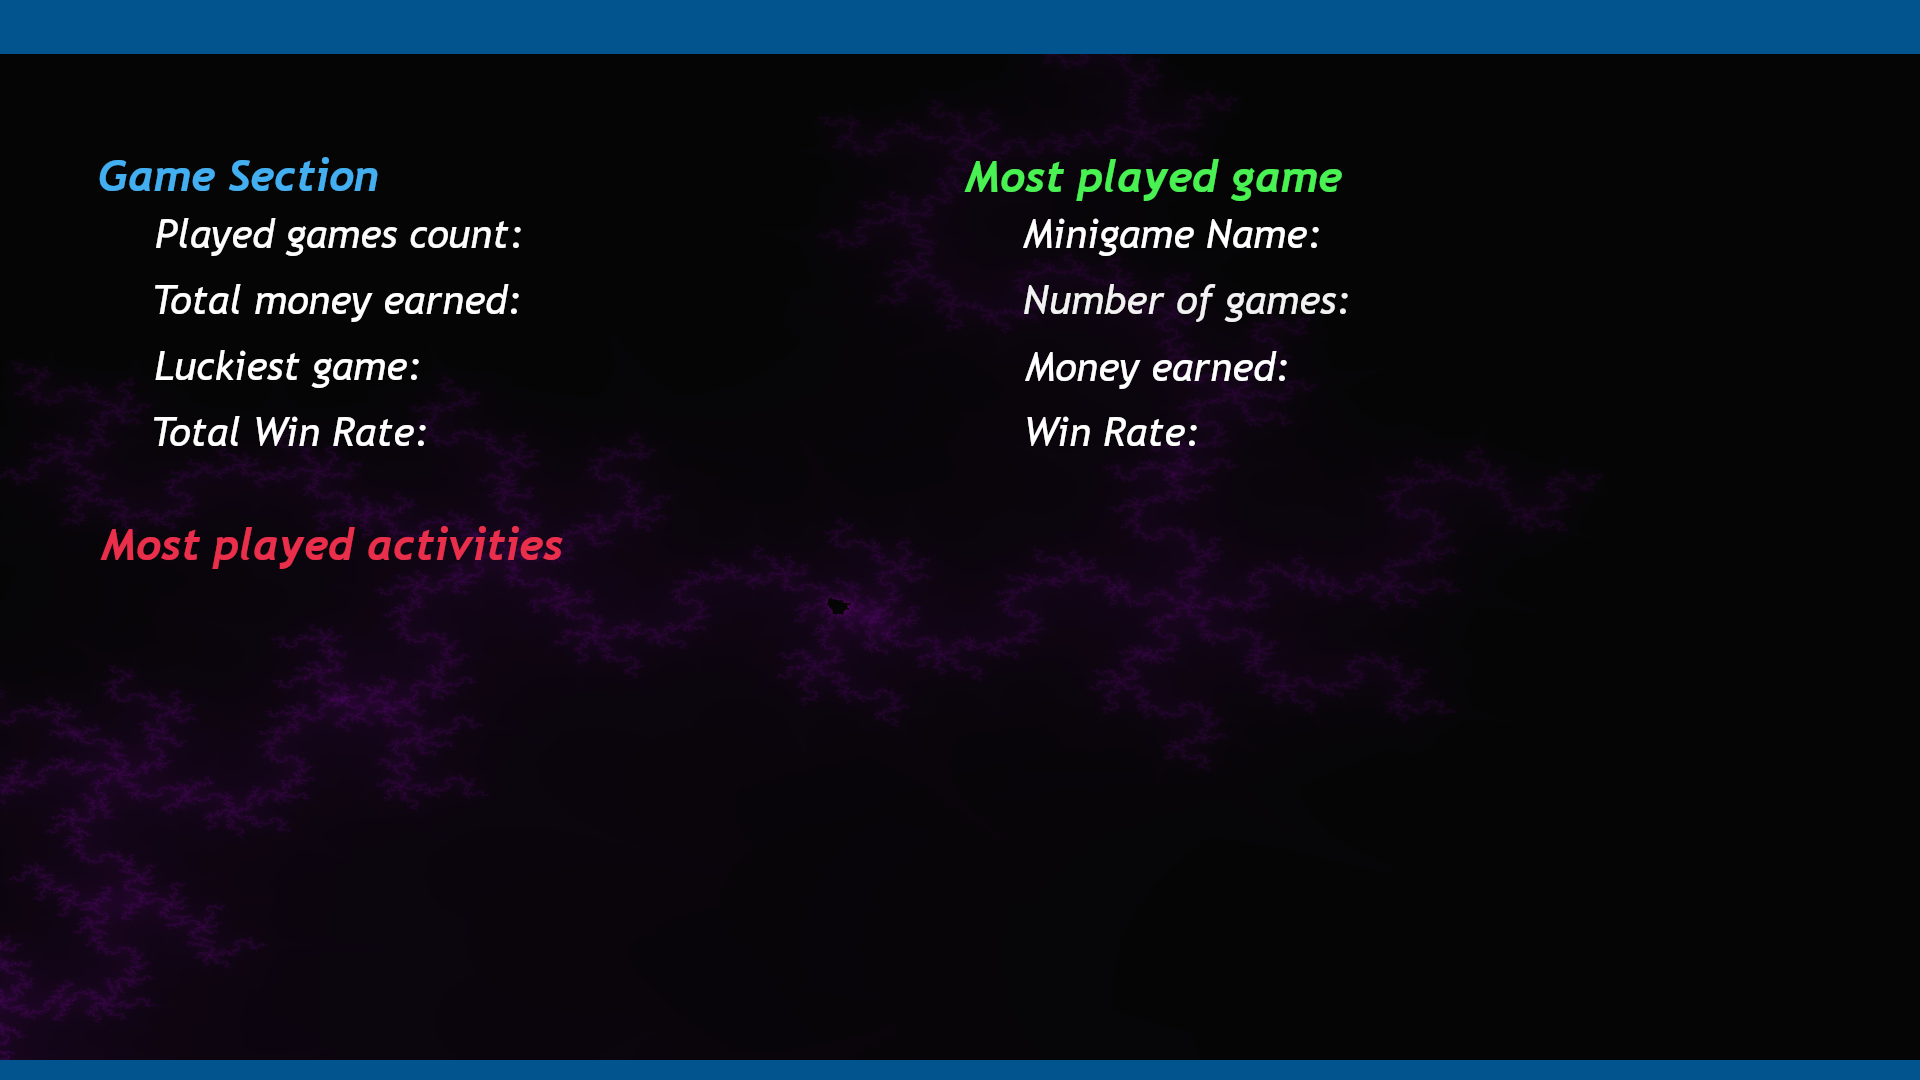 Game Section
Played games count:
Total money earned:
Luckiest game:
Total Win Rate:
Most played game
Minigame Name:
Number of games:
Money earned:
Win Rate:
Most played activities